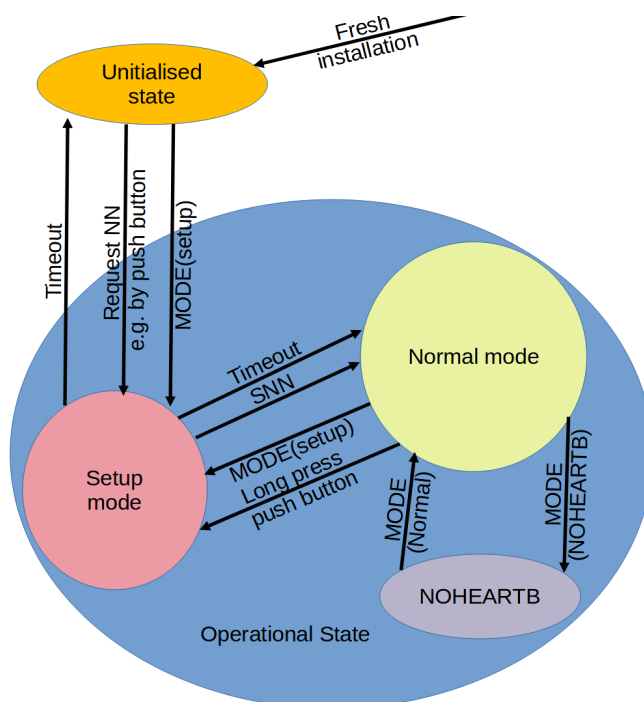 Fresh
installation
Unitialised
state
Timeout
Request NN
e.g. by push button
MODE(setup)
Normal mode
Timeout
SNN
MODE(setup)
Long press
push button
Setup
mode
MODE
(Normal)
MODE
(NOHEARTB)
NOHEARTB
Operational State